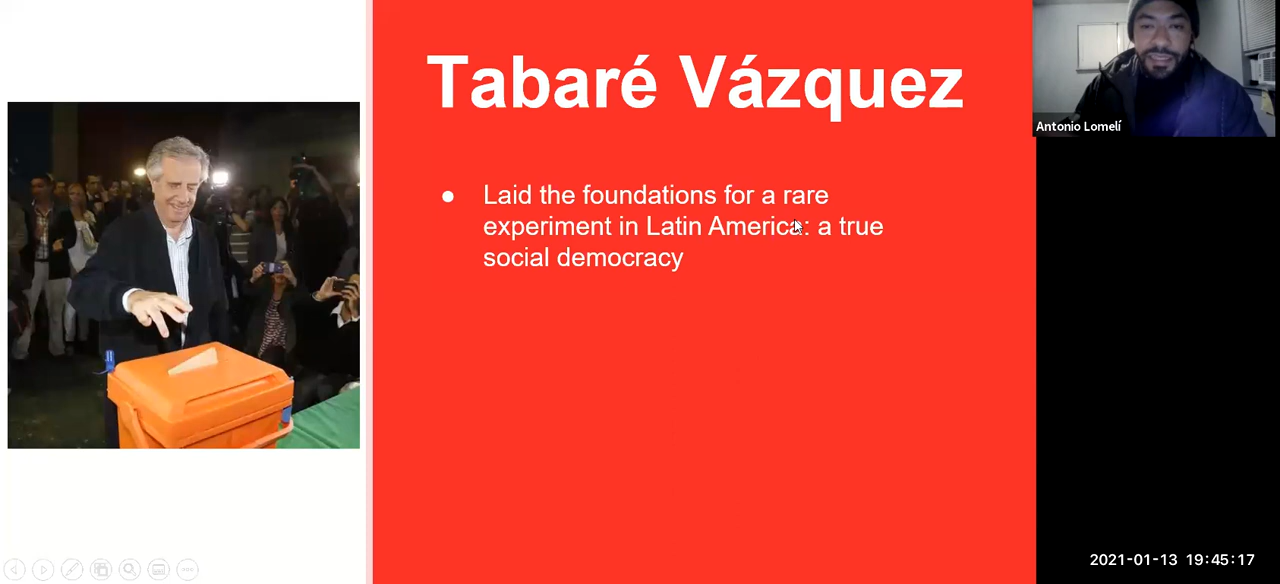 Tabaré Vázquez
● Laid the foundations for a rare
experiment in Latin America: a true
social democracy
Antonio Lomelí
2021-01-13 19:45:17